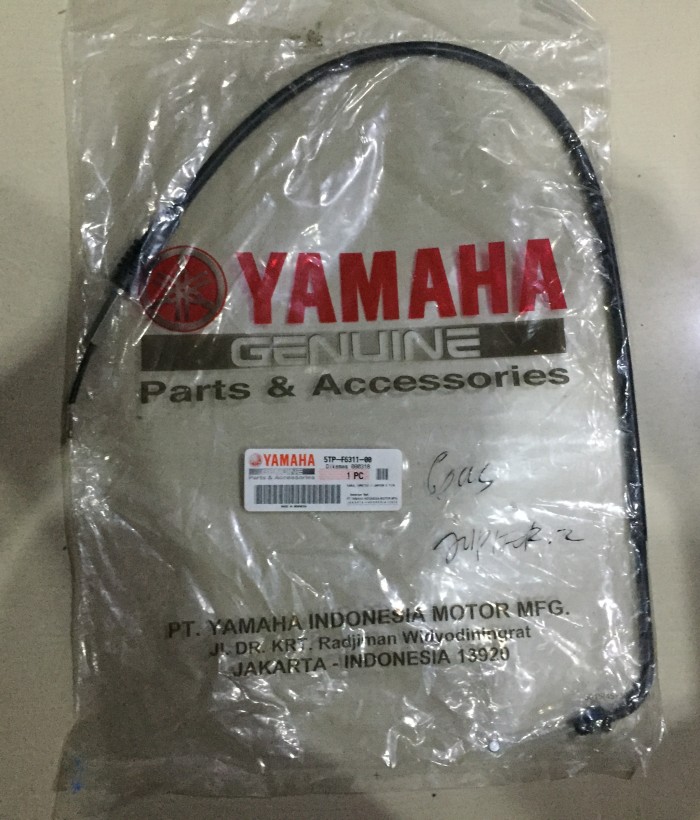 YAMAHA
GENUINE
Parts & Accessories
YAMAHA 5TP-F6311-00
Dikemas
Parts & Accessories 1 PC
PT. YAMAHA INDONESIA MOTOR MFG.
Jl. DR. KRT. Radjiman Widyodiningrat
JAKARTA - INDONESIA 13920